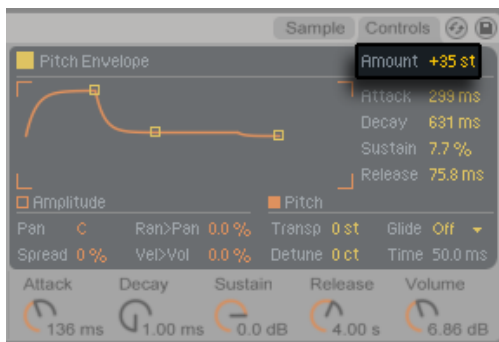 Sample Controls
Pitch Envelope Amount +35 st
Attack 299 ms
Decay 631 ms
Sustain 7.7 %
Release 75.8 ms
Amplitude Pitch
Pan C Ran>Pan 0.0 % Transp 0 st Glide Off
Spread 0 % Vel>Vol 0.0 % Detune 0 ct Time 50.0 ms
Attack Decay Sustain Release Volume
136 ms 1.00 ms 0.0 dB 4.00 s 6.86 dB